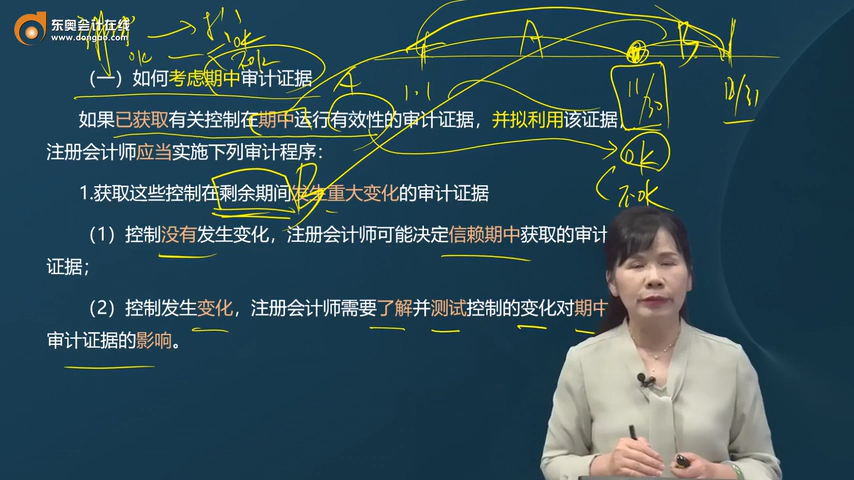 东奥会计在线
www.dongao.com
OK
A
B
1.1
11/30
12/31
OK
不OK
(一)如何考虑期中审计证据
如果已获取有关控制在期中运行有效性的审计证据，并拟利用该证据
注册会计师应当实施下列审计程序：
B
1.获取这些控制在剩余期间发生重大变化的审计证据
(1)控制没有发生变化，注册会计师可能决定信赖期中获取的审计
证据；
(2)控制发生变化，注册会计师需要了解并测试控制的变化对期中
审计证据的影响。